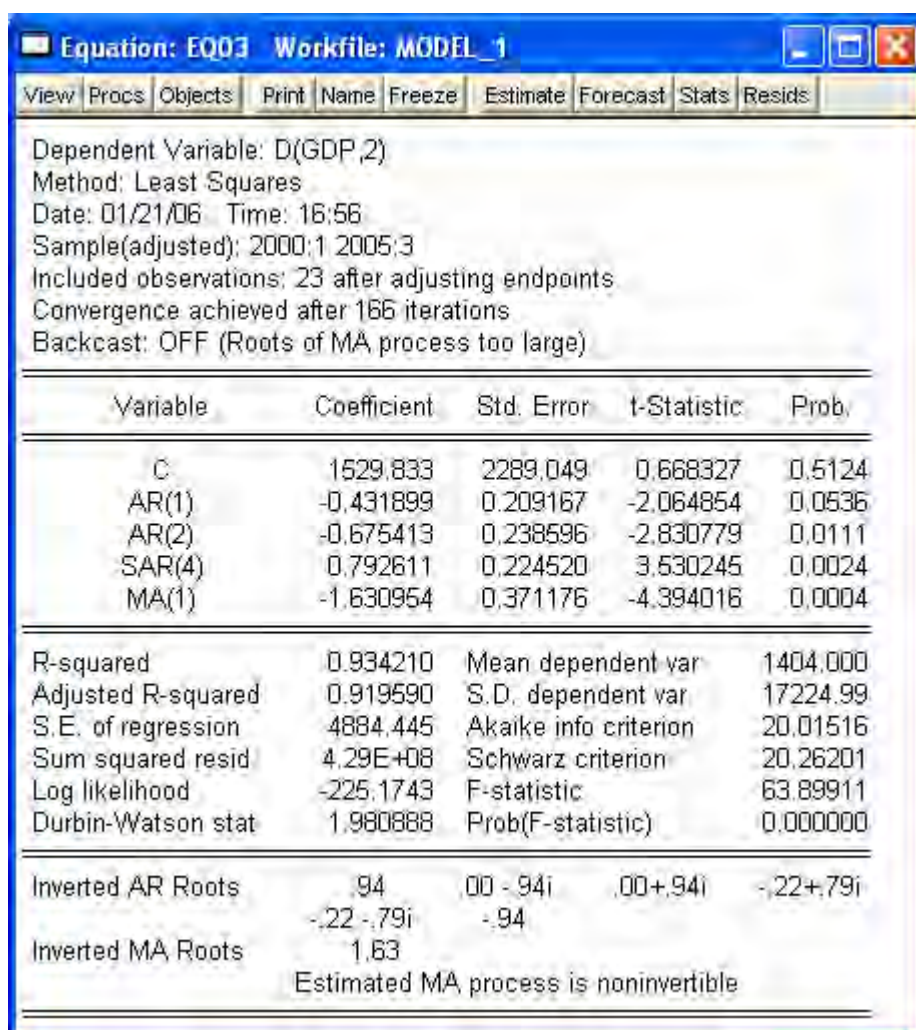 Equation: EQ03 Workfile: MODEL_1
View Procs Objects Print Name Freeze Estimate Forecast Stats Resids
Dependent Variable: D(GDP,2)
Method: Least Squares
Date: 01/21/06 Time: 16:56
Sample(adjusted): 2000:1 2005:3
Included observations: 23 after adjusting endpoints
Convergence achieved after 166 iterations
Backcast: OFF (Roots of MA process too large)
Variable Coefficient Std. Error t-Statistic Prob.
C 1529.833 2289.049 0.668327 0.5124
AR(1) -0.431899 0.209167 -2.064854 0.0536
AR(2) -0.675413 0.238596 -2.830779 0.0111
SAR(4) 0.792611 0.224520 3.530245 0.0024
MA(1) -1.630954 0.371176 -4.394016 0.0004
R-squared 0.934210 Mean dependent var 1404.000
Adjusted R-squared 0.919590 S.D. dependent var 17224.99
S.E. of regression 4884.445 Akaike info criterion 20.01516
Sum squared resid 4.29E+08 Schwarz criterion 20.26201
Log likelihood -225.1743 F-statistic 63.89911
Durbin-Watson stat 1.980888 Prob(F-statistic) 0.000000
Inverted AR Roots .94 .00 -.94i .00+.94i -.22+.79i
-.22 -.79i -.94
Inverted MA Roots 1.63
Estimated MA process is noninvertible